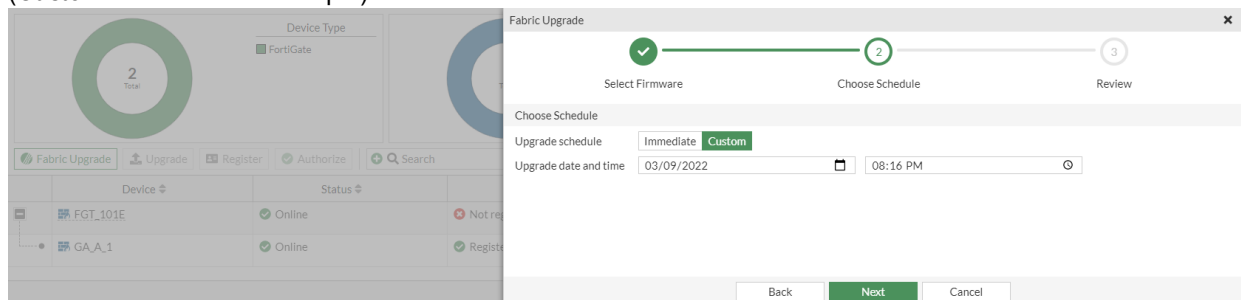 Device Type
FortiGate
2
Total
Fabric Upgrade
Upgrade
Register
Authorize
Search
Device
Status
FGT_101E
Online
Not reg
GA_A_1
Online
Registe
Fabric Upgrade
2
3
Select Firmware
Choose Schedule
Review
Choose Schedule
Upgrade schedule
Immediate
Custom
Upgrade date and time
03/09/2022
08:16 PM
Back
Next
Cancel